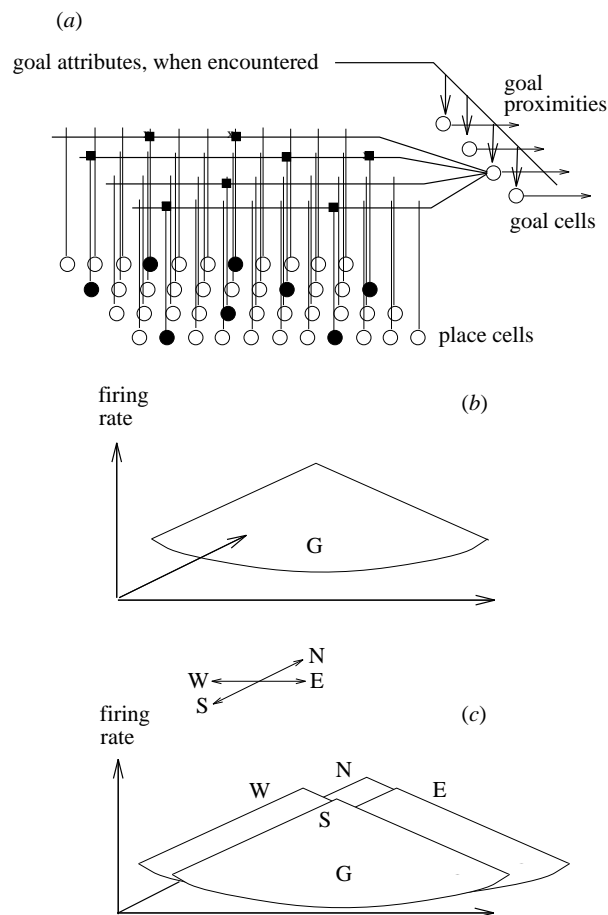 (a)
goal attributes, when encountered
goal
proximities
goal cells
place cells
(b)
firing
rate
G
N
W
E
S
(c)
firing
rate
N
W
E
S
G